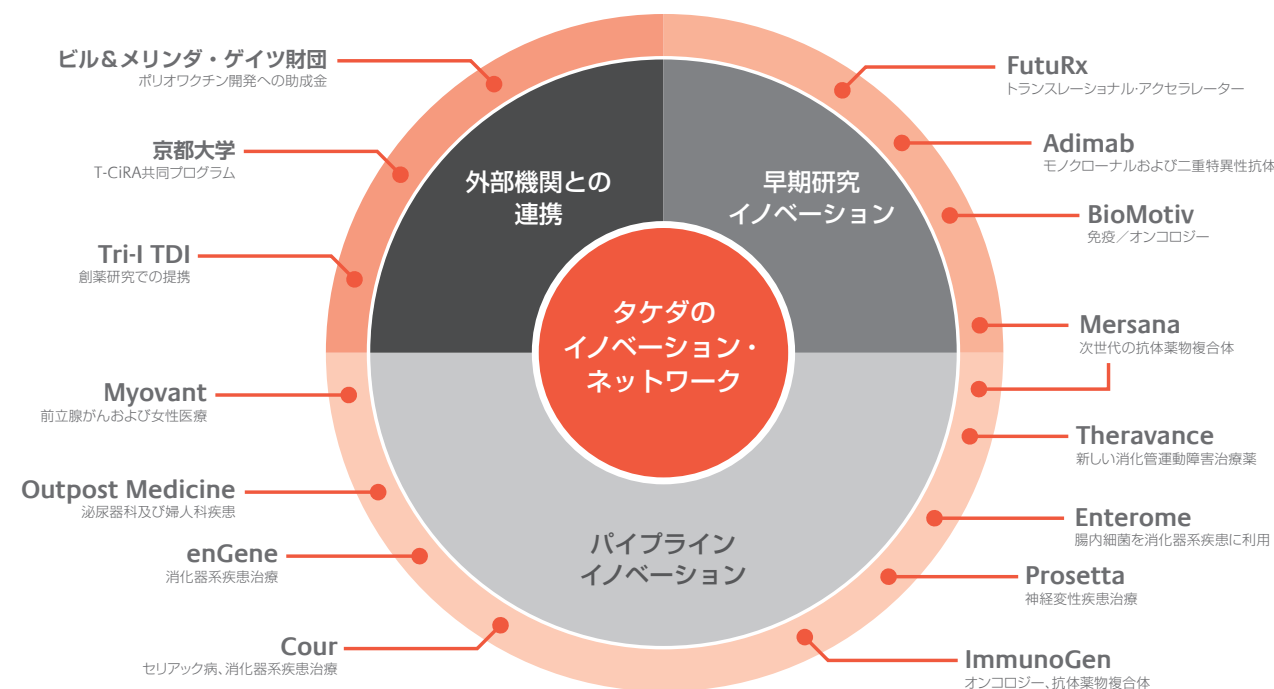 ビル＆メリンダ・ゲイツ財団
ポリオワクチン開発への助成金
京都大学
T-CiRA共同プログラム
Tri-I TDI
創薬研究での提携
Myovant
前立腺がんおよび女性医療
Outpost Medicine
泌尿器科及び婦人科疾患
enGene
消化器系疾患治療
Cour
セリアック病、消化器系疾患治療
外部機関との
連携
早期研究
イノベーション
タケダの
イノベーション・
ネットワーク
パイプライン
イノベーション
FutuRx
トランスレーショナル・アクセラレーター
Adimab
モノクローナルおよび二重特異性抗体
BioMotiv
免疫／オンコロジー
Mersana
次世代の抗体薬物複合体
Theravance
新しい消化管運動障害治療薬
Enterome
腸内細菌を消化器系疾患に利用
Prosetta
神経変性疾患治療
ImmunoGen
オンコロジー、抗体薬物複合体